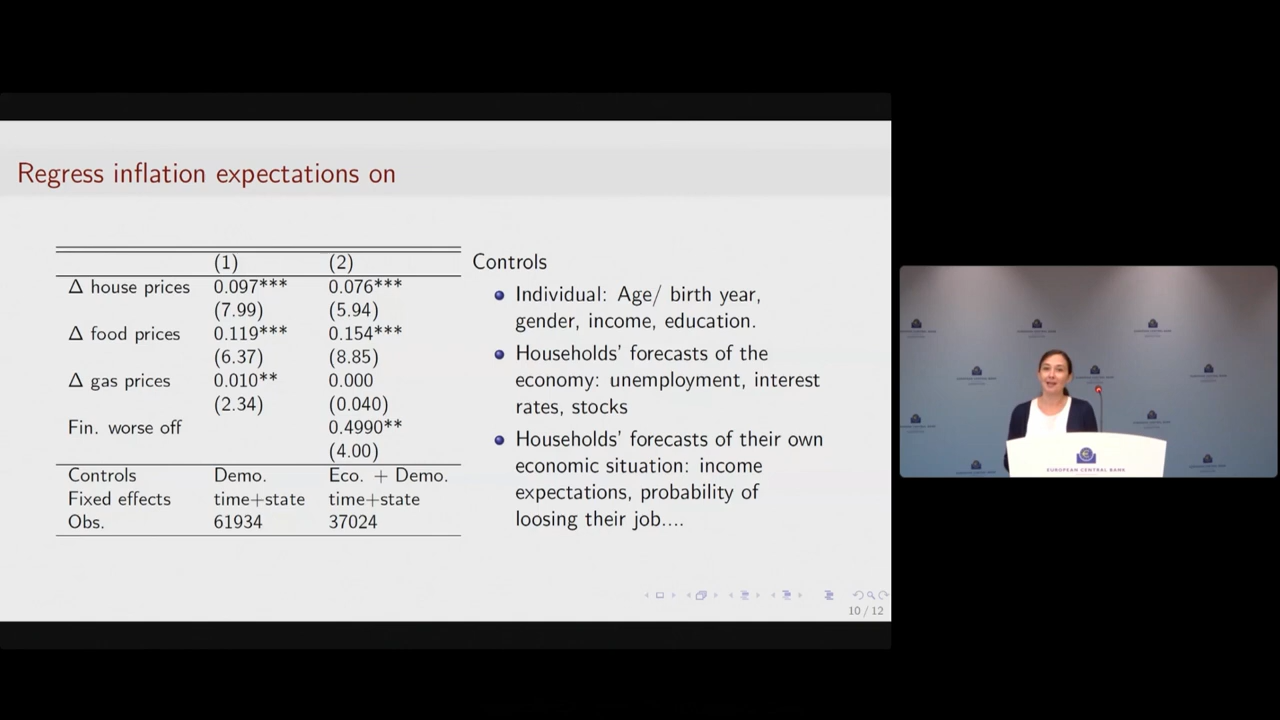 Regress inflation expectations on
(1) (2)
Δ house prices 0.097*** 0.076***
(7.99) (5.94)
Δ food prices 0.119*** 0.154***
(6.37) (8.85)
Δ gas prices 0.010** 0.000
(2.34) (0.040)
Fin. worse off 0.4990**
(4.00)
Controls Demo. Eco. + Demo.
Fixed effects time+state time+state
Obs. 61934 37024
Controls
Individual: Age/ birth year,
gender, income, education.
Households' forecasts of the
economy: unemployment, interest
rates, stocks
Households' forecasts of their own
economic situation: income
expectations, probability of
loosing their job....
10 / 12
EUROPEAN CENTRAL BANK